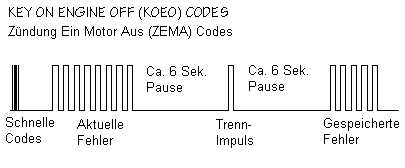 KEY ON ENGINE OFF (KOEO) CODES
Zündung Ein Motor Aus (ZEMA) Codes
Ca. 6 Sek.
Pause
Ca. 6 Sek.
Pause
Schnelle
Codes
Aktuelle
Fehler
Trenn-
Impuls
Gespeicherte
Fehler